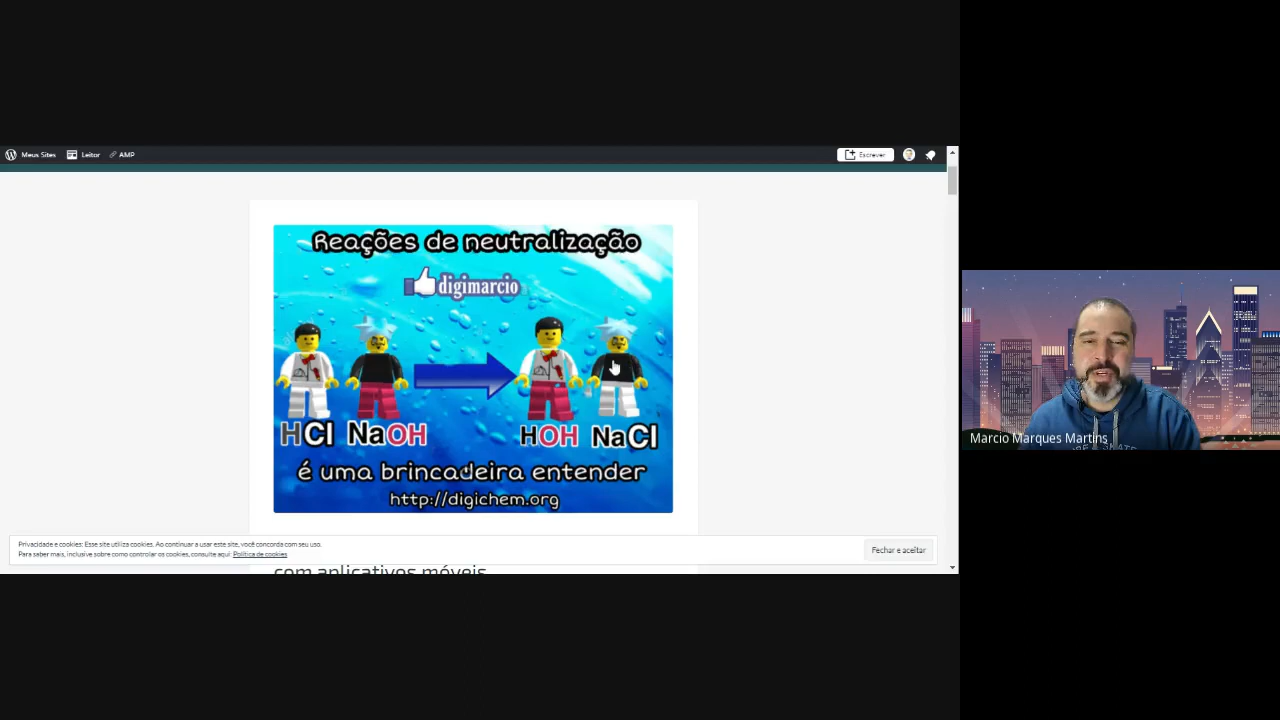 Meus Sites Leitor AMP Escrever
Reações de neutralização
digimarcio
HCl NaOH HOH NaCl
é uma brincadeira entender
http://digichem.org
Privacidade e cookies: Esse site utiliza cookies. Ao continuar a usar este site, você concorda com seu uso.
Para saber mais, inclusive sobre como controlar os cookies, consulte aqui: Política de cookies
Fechar e aceitar
com aplicativos móveis
Marcio Marques Martins